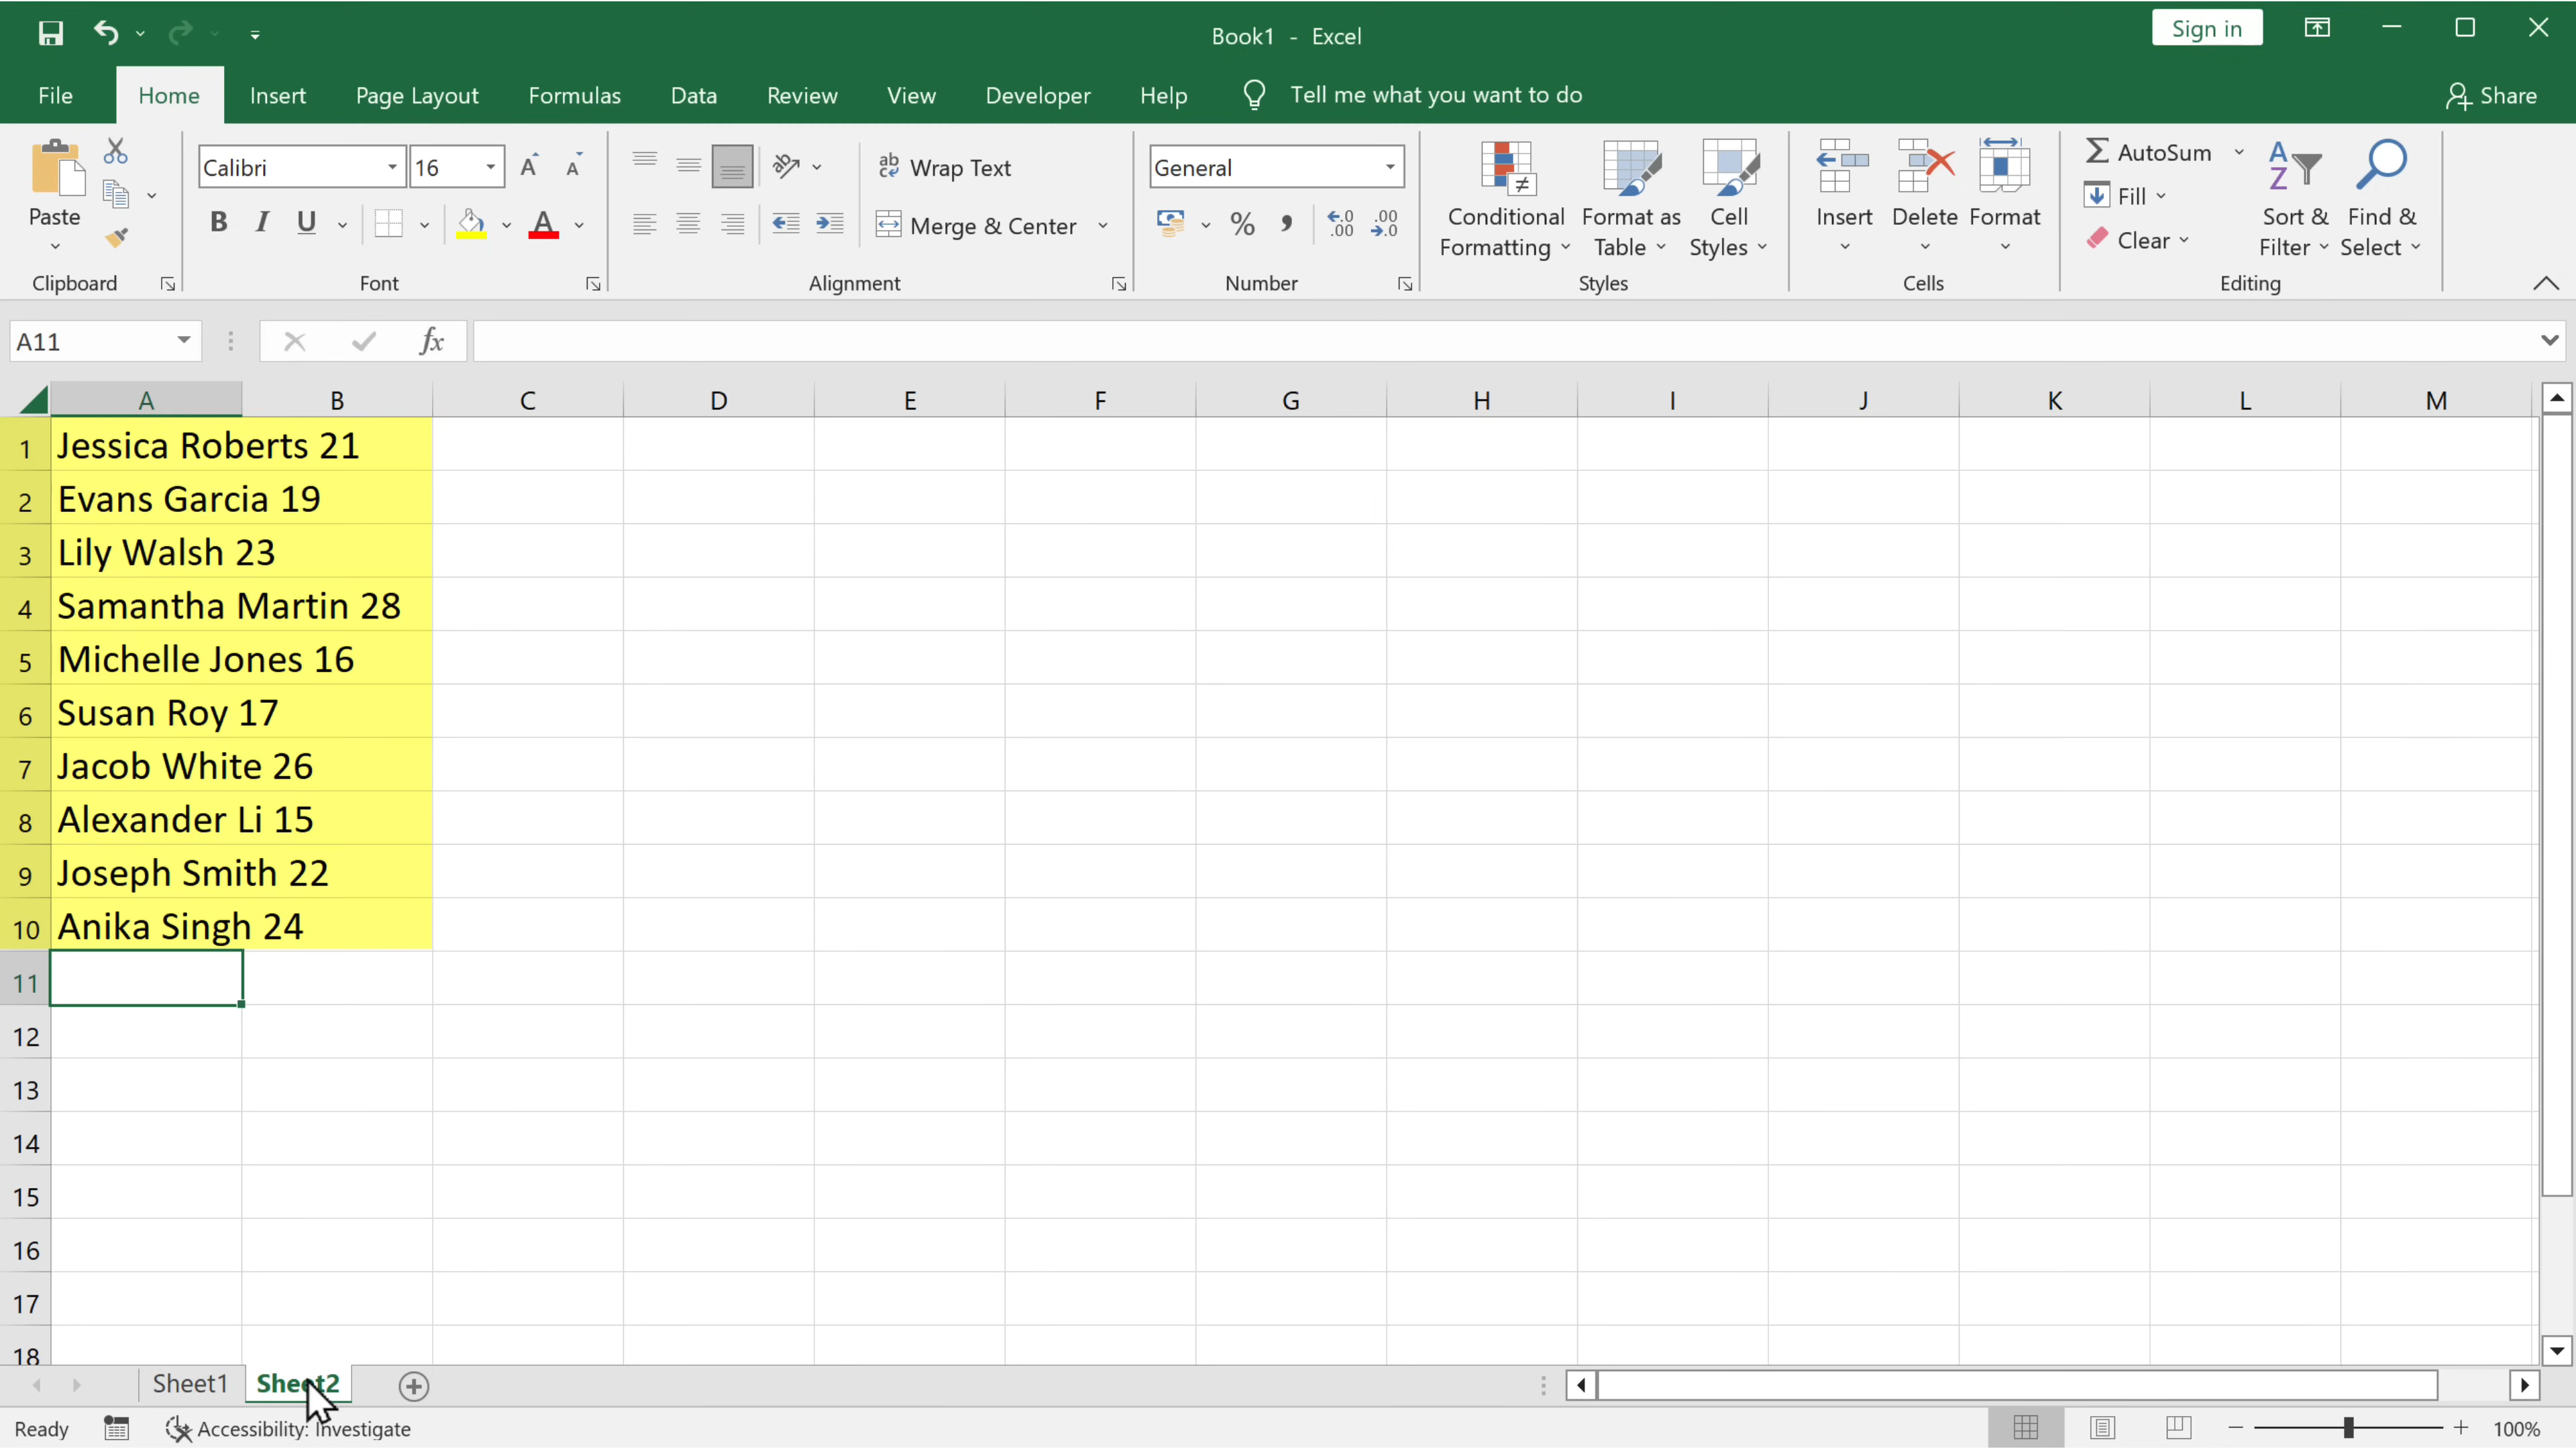 Book1 - Excel
Sign in
File Home Insert Page Layout Formulas Data Review View Developer Help Tell me what you want to do Share
Paste
Clipboard
Calibri 16
B I U A
Font
ab Wrap Text
Merge & Center
Alignment
General
% , .00 .00
Number
Conditional Formatting
Format as Table
Cell Styles
Styles
Insert Delete Format
Cells
AutoSum
Fill
Clear
Sort & Filter
Find & Select
Editing
A11 fx
A B C D E F G H I J K L M
1 Jessica Roberts 21
2 Evans Garcia 19
3 Lily Walsh 23
4 Samantha Martin 28
5 Michelle Jones 16
6 Susan Roy 17
7 Jacob White 26
8 Alexander Li 15
9 Joseph Smith 22
10 Anika Singh 24
11
12
13
14
15
16
17
18
Sheet1 Sheet2
Ready Accessibility: Investigate 100%